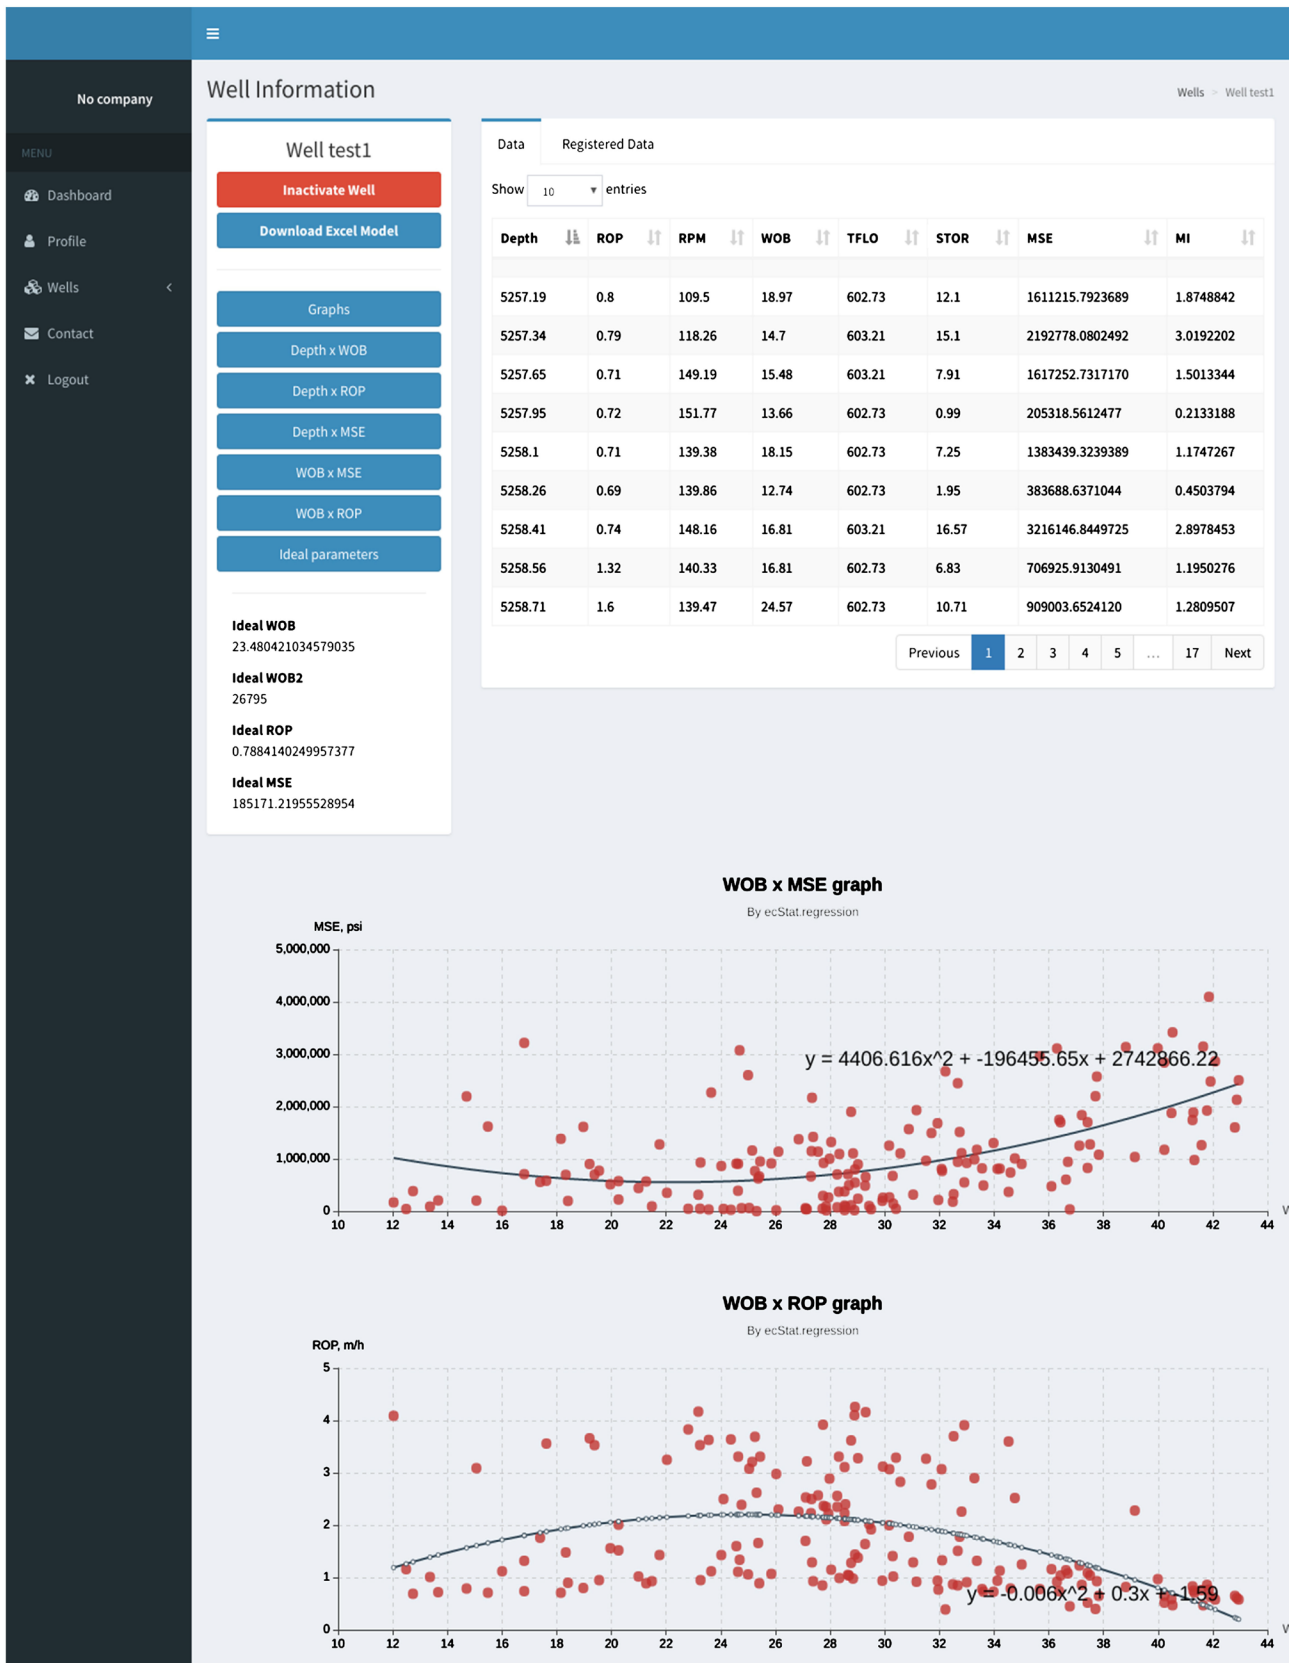 No company
MENU
Dashboard
Profile
Wells
Contact
Logout
Well Information
Wells > Well test1
Well test1
Inactivate Well
Download Excel Model
Graphs
Depth x WOB
Depth x ROP
Depth x MSE
WOB x MSE
WOB x ROP
Ideal parameters
Ideal WOB
23.480421034579035
Ideal WOB2
26795
Ideal ROP
0.7884140249957377
Ideal MSE
185171.21955528954
Data Registered Data
Show 10 entries
Depth ROP RPM WOB TFLO STOR MSE MI
5257.19 0.8 109.5 18.97 602.73 12.1 1611215.7923689 1.8748842
5257.34 0.79 118.26 14.7 603.21 15.1 2192778.0802492 3.0192202
5257.65 0.71 149.19 15.48 603.21 7.91 1617252.7317170 1.5013344
5257.95 0.72 151.77 13.66 602.73 0.99 205318.5612477 0.2133188
5258.1 0.71 139.38 18.15 602.73 7.25 1383439.3239389 1.1747267
5258.26 0.69 139.86 12.74 602.73 1.95 383688.6371044 0.4503794
5258.41 0.74 148.16 16.81 603.21 16.57 3216146.8449725 2.8978453
5258.56 1.32 140.33 16.81 602.73 6.83 706925.9130491 1.1950276
5258.71 1.6 139.47 24.57 602.73 10.71 909003.6524120 1.2809507
Previous 1 2 3 4 5 ... 17 Next
WOB x MSE graph
By ecStat.regression
MSE, psi
5,000,000
4,000,000
3,000,000
y = 4406.616x^2 + -196455.65x + 2742866.22
2,000,000
1,000,000
0
10 12 14 16 18 20 22 24 26 28 30 32 34 36 38 40 42 44
W
WOB x ROP graph
By ecStat.regression
ROP, m/h
5
4
3
2
1
y = -0.006x^2 + 0.3x + -1.59
0
10 12 14 16 18 20 22 24 26 28 30 32 34 36 38 40 42 44
W